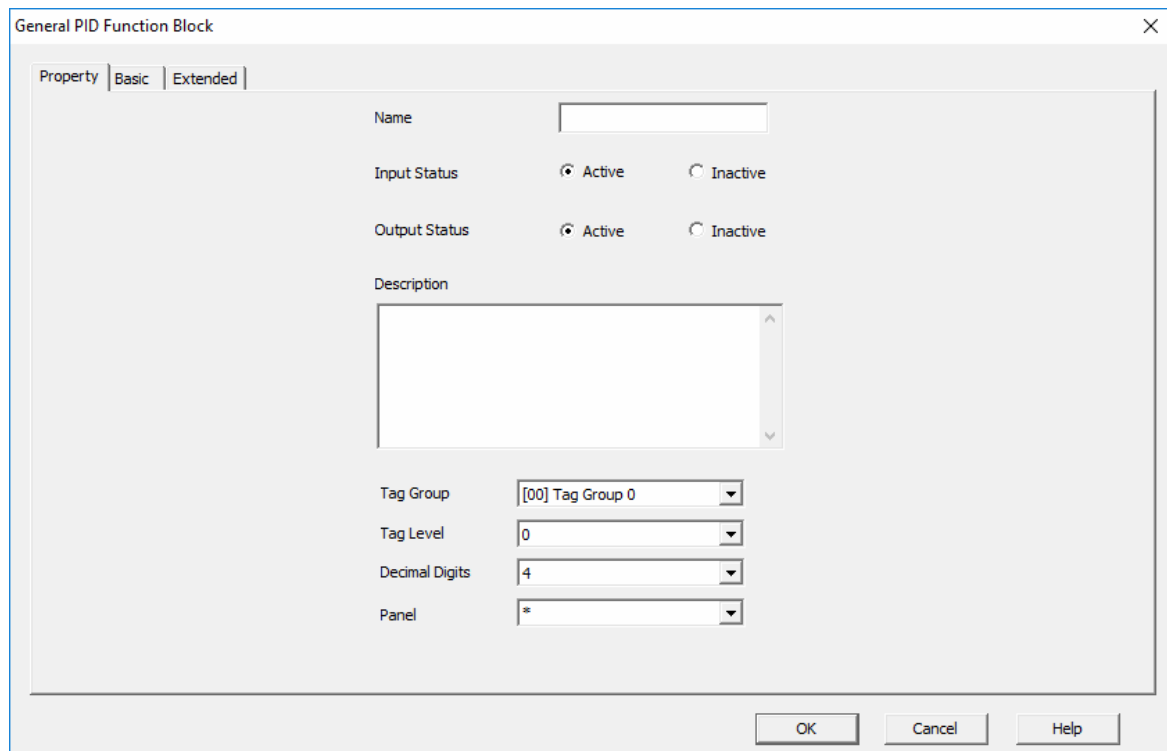 General PID Function Block
Property Basic Extended
Name
Input Status Active Inactive
Output Status Active Inactive
Description
Tag Group [00] Tag Group 0
Tag Level 0
Decimal Digits 4
Panel *
OK Cancel Help